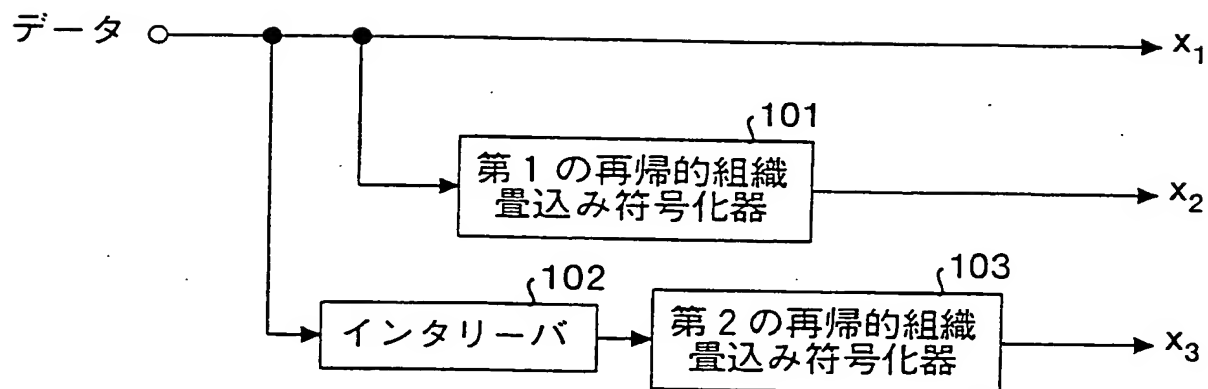 データ
x₁
101
第1の再帰的組織
畳込み符号化器
x₂
102
インタリーバ
103
第2の再帰的組織
畳込み符号化器
x₃